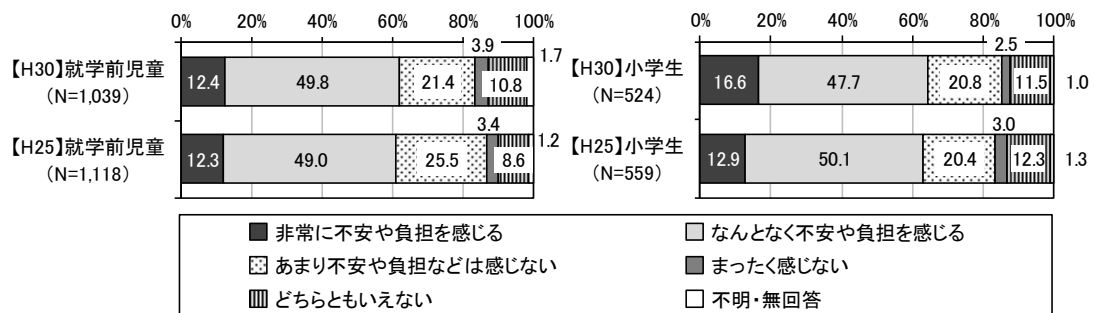 0% 20% 40% 60% 80% 100%
3.9
【H30】就学前児童
(N=1,039)
12.4 49.8 21.4 10.8 1.7
3.4
【H25】就学前児童
(N=1,118)
12.3 49.0 25.5 8.6 1.2
0% 20% 40% 60% 80% 100%
2.5
【H30】小学生
(N=524)
16.6 47.7 20.8 11.5 1.0
3.0
【H25】小学生
(N=559)
12.9 50.1 20.4 12.3 1.3
非常に不安や負担を感じる
なんとなく不安や負担を感じる
あまり不安や負担などは感じない
まったく感じない
どちらともいえない
不明・無回答